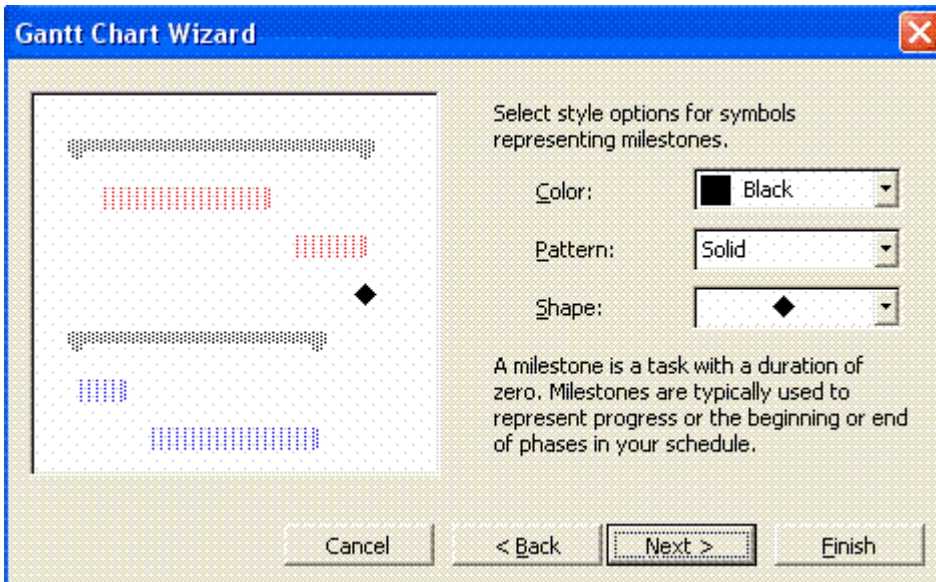 Gantt Chart Wizard
Select style options for symbols
representing milestones.
Color:
Black
Pattern:
Solid
Shape:
A milestone is a task with a duration of
zero. Milestones are typically used to
represent progress or the beginning or end
of phases in your schedule.
Cancel
< Back
Next >
Finish